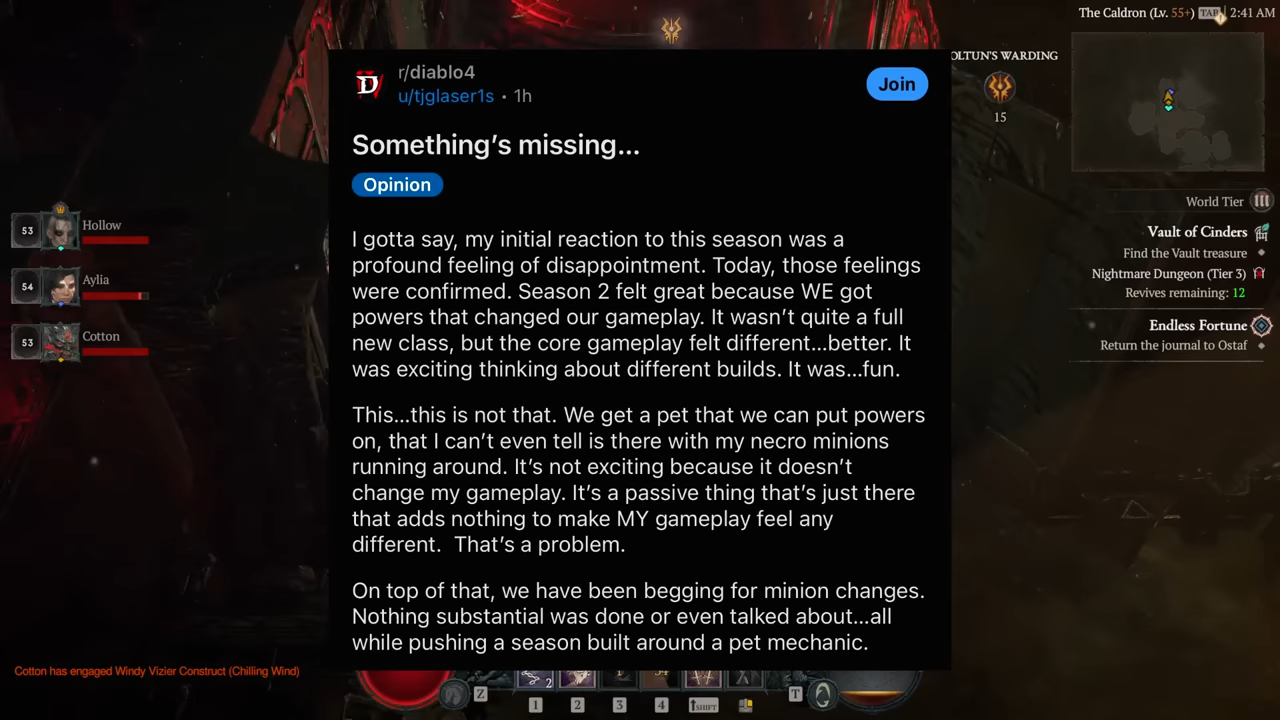 The Caldron (Lv. 55+) TAB 2:41 AM
r/diablo4
u/tjglaser1s • 1h
Join
Something's missing...
Opinion
I gotta say, my initial reaction to this season was a
profound feeling of disappointment. Today, those feelings
were confirmed. Season 2 felt great because WE got
powers that changed our gameplay. It wasn't quite a full
new class, but the core gameplay felt different...better. It
was exciting thinking about different builds. It was...fun.
This...this is not that. We get a pet that we can put powers
on, that I can't even tell is there with my necro minions
running around. It's not exciting because it doesn't
change my gameplay. It's a passive thing that's just there
that adds nothing to make MY gameplay feel any
different.  That's a problem.
On top of that, we have been begging for minion changes.
Nothing substantial was done or even talked about...all
while pushing a season built around a pet mechanic.
OLTUN'S WARDING
15
World Tier III
Vault of Cinders
Find the Vault treasure
Nightmare Dungeon (Tier 3)
Revives remaining: 12
Endless Fortune
Return the journal to Ostaf
53 Hollow
54 Aylia
53 Cotton
Cotton has engaged Windy Vizier Construct (Chilling Wind)
2
Z 1 2 3 4 SHIFT T